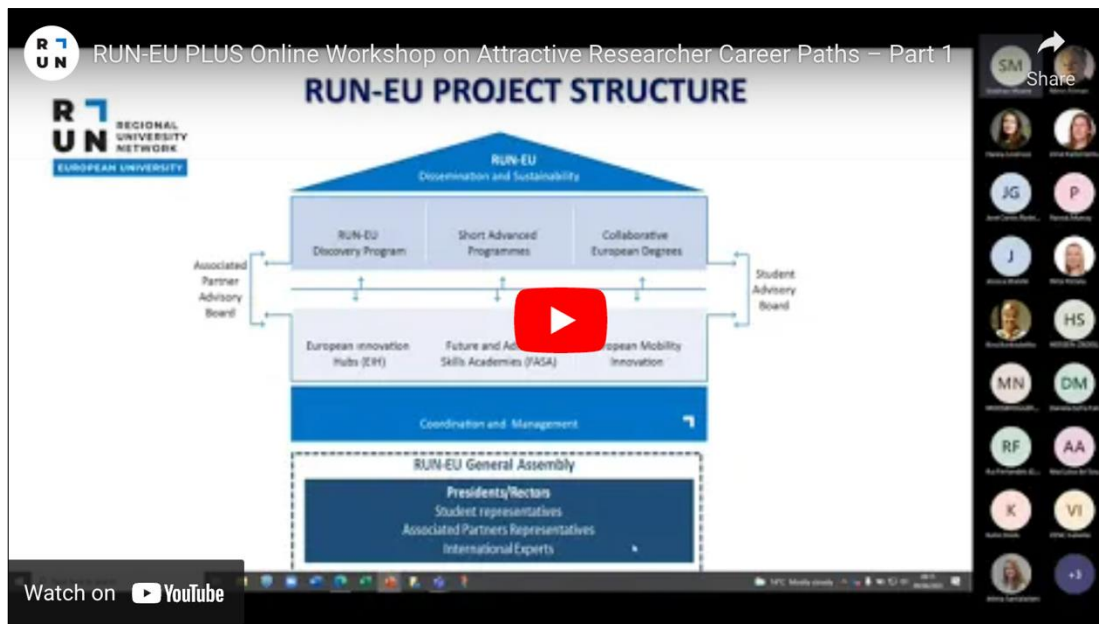 R
UN
RUN-EU PLUS Online Workshop on Attractive Researcher Career Paths – Part 1
Share
RUN-EU PROJECT STRUCTURE
R
UN
REGIONAL
UNIVERSITY
NETWORK
EUROPEAN UNIVERSITY
RUN-EU
Dissemination and Sustainability
RUN-EU
Discovery Program
Short Advanced
Programmes
Collaborative
European Degrees
Associated
Partner
Advisory
Board
Student
Advisory
Board
European Innovation
Hubs (EIH)
Future and
Skills Academies (FASA)
Mobility
Innovation
Coordination and Management
RUN-EU General Assembly
Presidents/Rectors
Student representatives
Associated Partners Representatives
International Experts
SM
JG
P
J
HS
MN
DM
RF
AA
K
VI
+3
Watch on YouTube